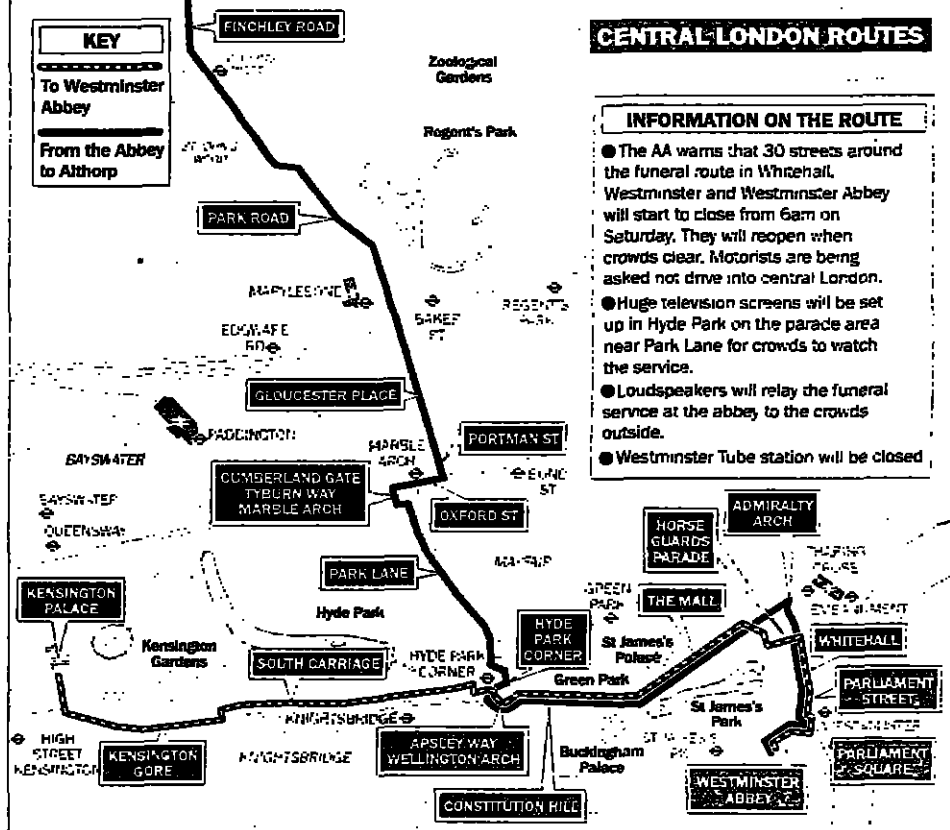 FINCHLEY ROAD
KEY
To Westminster
Abbey
From the Abbey
to Althorp
CENTRAL LONDON ROUTES
INFORMATION ON THE ROUTE
●The AA warns that 30 streets around
the funeral route in Whitehall,
Westminster and Westminster Abbey
will start to close from 6am on
Saturday. They will reopen when
crowds clear. Motorists are being
asked not drive into central London.
●Huge television screens will be set
up in Hyde Park on the parade area
near Park Lane for crowds to watch
the service.
●Loudspeakers will relay the funeral
service at the abbey to the crowds
outside.
●Westminster Tube station will be closed
Zoological
Gardens
Regent's Park
PARK ROAD
MARYLEBONE
BAKER
ST
REGENT'S
PARK
EDGWARE
RD
GLOUCESTER PLACE
PADDINGTON
BAYSWATER
MARBLE
ARCH
PORTMAN ST
BOND
ST
CUMBERLAND GATE
TYBURN WAY
MARBLE ARCH
OXFORD ST
BAYSWATER
QUEENSWAY
ADMIRALTY
ARCH
HORSE
GUARDS
PARADE
CHARING
CROSS
MAYFAIR
PARK LANE
KENSINGTON
PALACE
GREEN
PARK
THE MALL
EMBANKMENT
Hyde Park
HYDE
PARK
CORNER
St James's
Palace
WHITEHALL
Kensington
Gardens
SOUTH CARRIAGE
HYDE PARK
CORNER
Green Park
PARLIAMENT
STREET
St James's
Park
KNIGHTSBRIDGE
WESTMINSTER
HIGH
STREET
KENSINGTON
KENSINGTON
GORE
KNIGHTSBRIDGE
APSLEY WAY
WELLINGTON ARCH
Buckingham
Palace
ST JAMES'S
PK
PARLIAMENT
SQUARE
WESTMINSTER
ABBEY
CONSTITUTION HILL